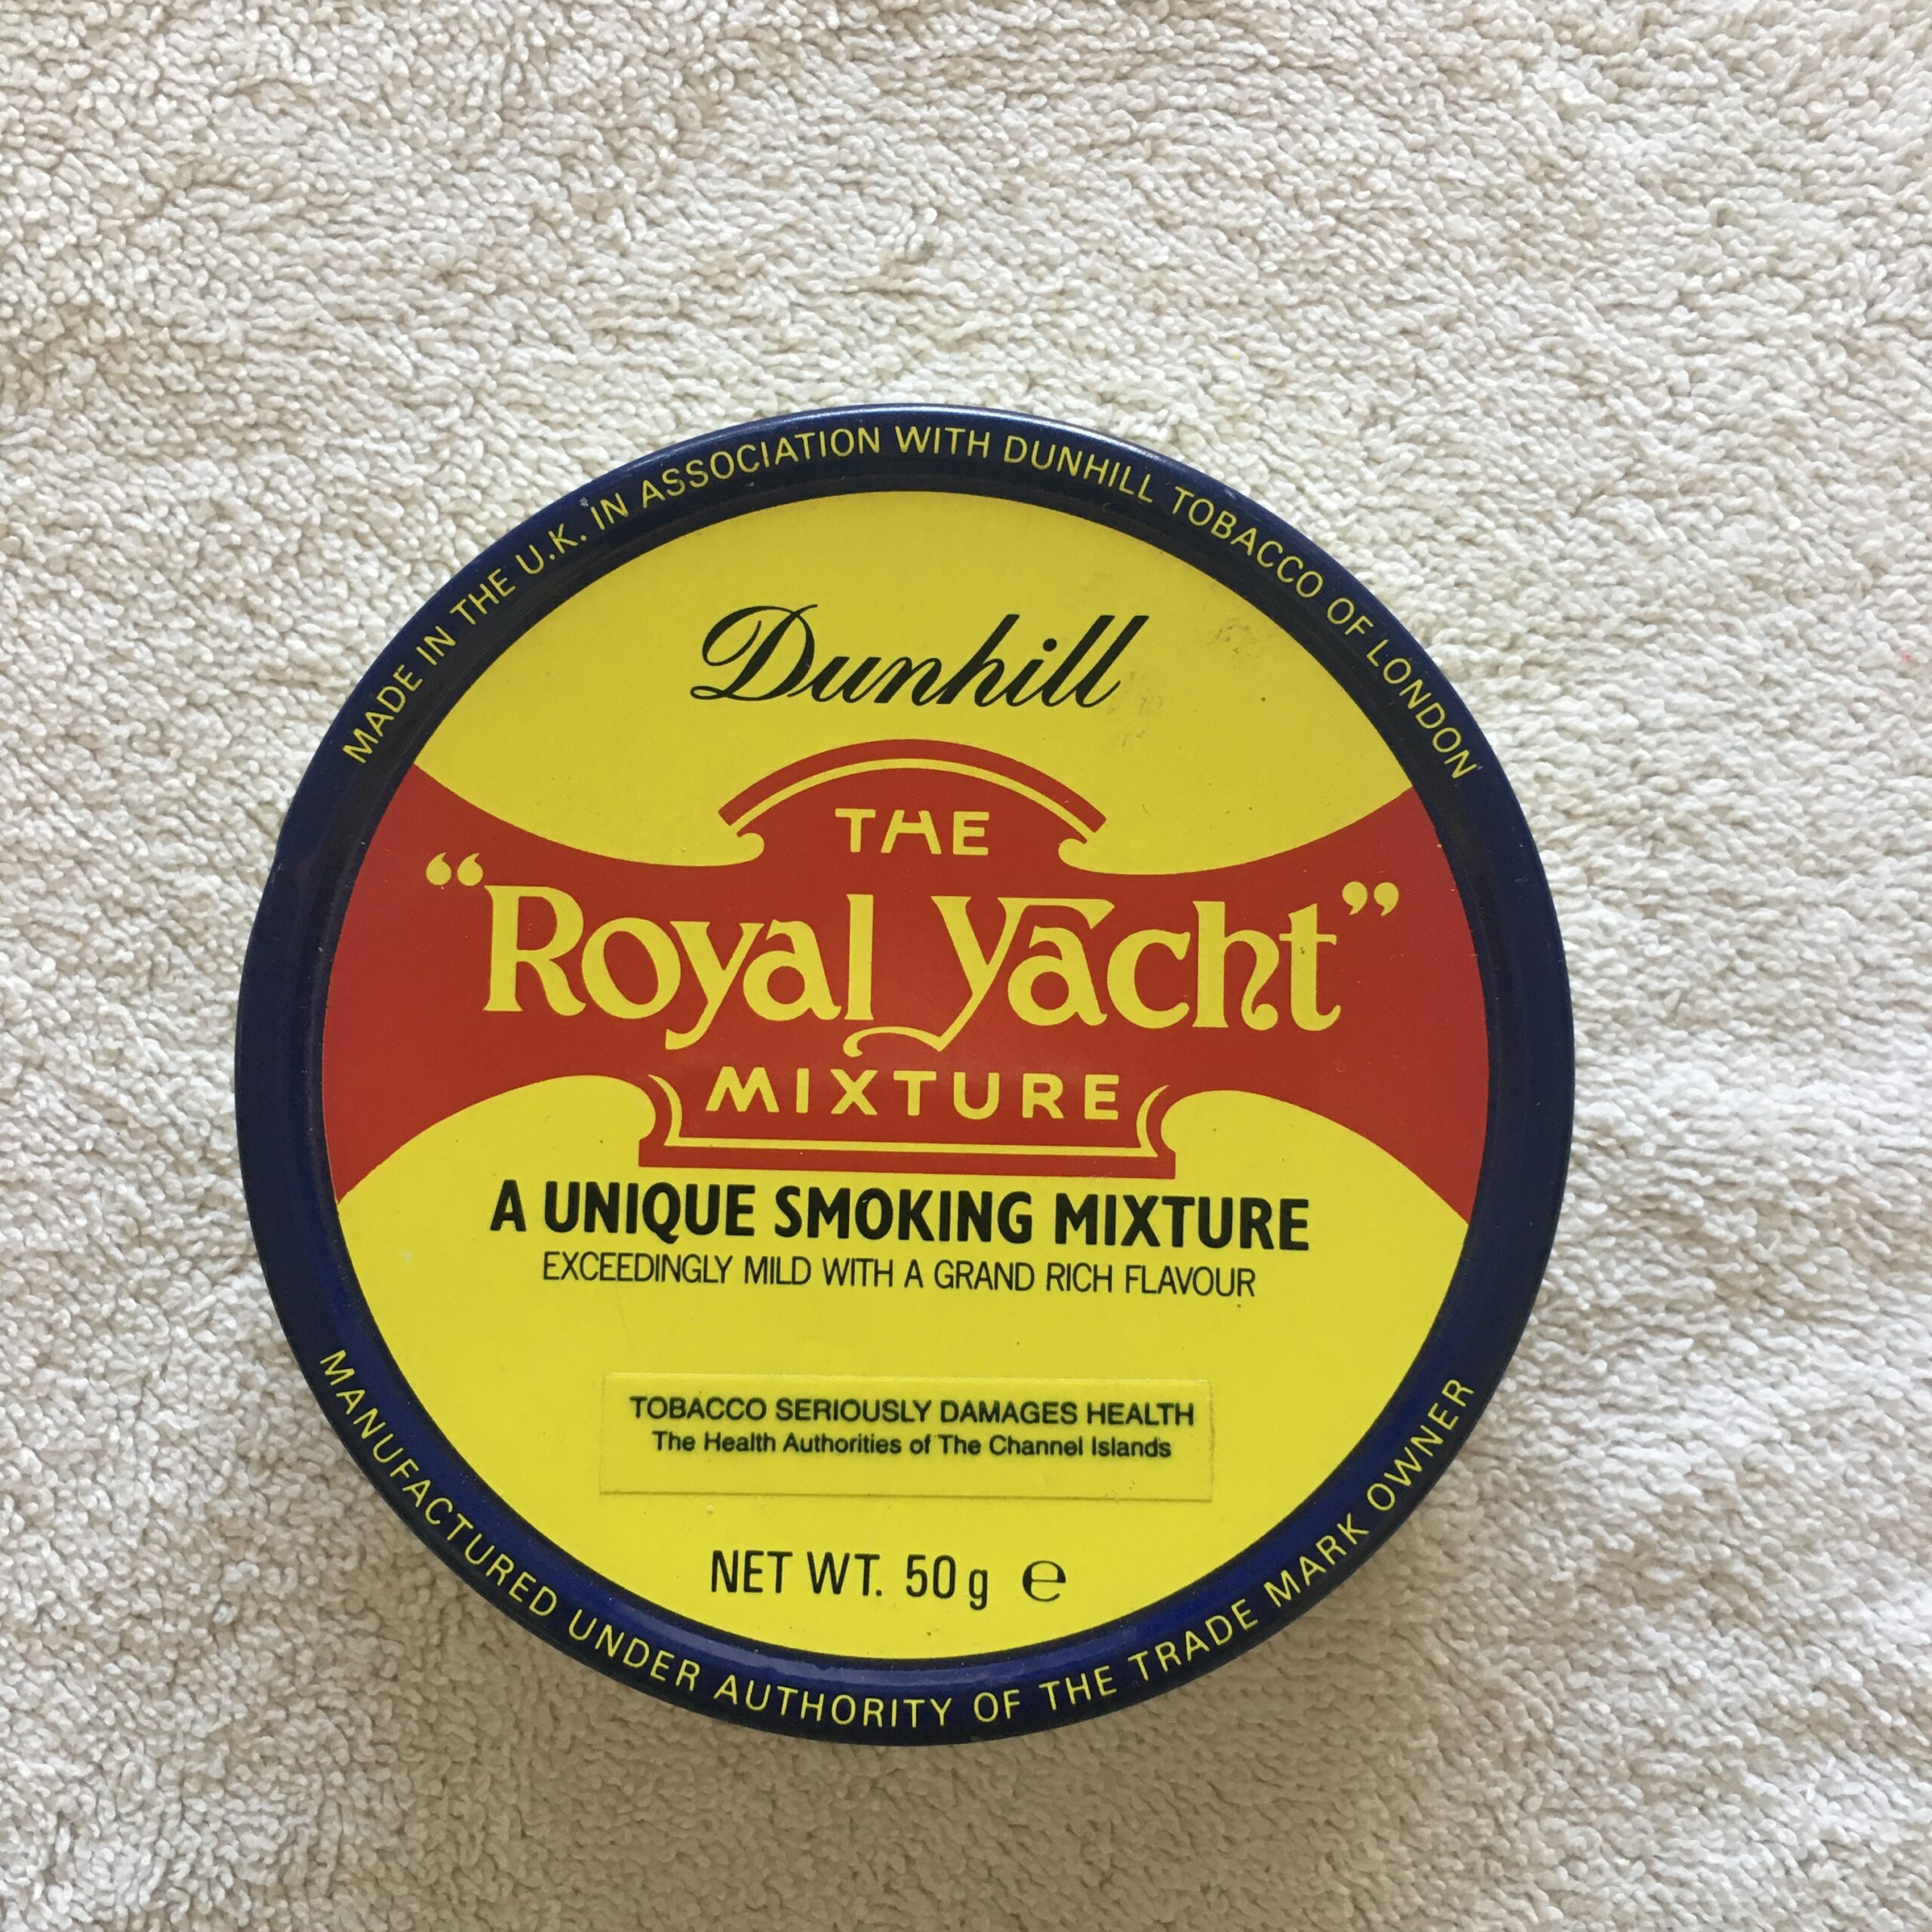 MADE IN THE U.K. IN ASSOCIATION WITH DUNHILL TOBACCO OF LONDON
Dunhill
THE
“Royal Yacht”
MIXTURE
A UNIQUE SMOKING MIXTURE
EXCEEDINGLY MILD WITH A GRAND RICH FLAVOUR
TOBACCO SERIOUSLY DAMAGES HEALTH
The Health Authorities of The Channel Islands
NET WT. 50g ℮
MANUFACTURED UNDER AUTHORITY OF THE TRADE MARK OWNER